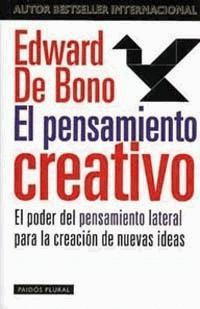 AUTOR BESTSELLER INTERNACIONAL
Edward
De Bono
El pensamiento
creativo
El poder del pensamiento lateral
para la creación de nuevas ideas
PAIDÓS PLURAL